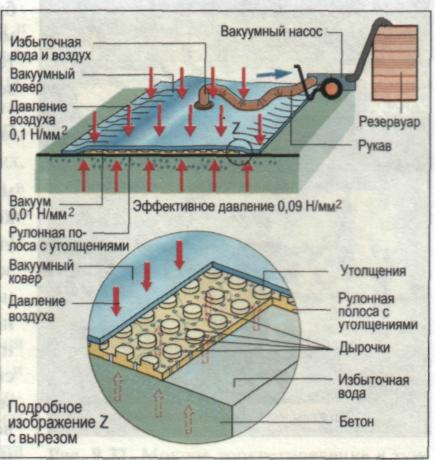 Избыточная
вода и воздух
Вакуумный
ковер
Давление
воздуха
0,1 Н/мм²
Вакуумный насос
Резервуар
Рукав
Z
Вакуум
0,01 Н/мм²
Эффективное давление 0,09 Н/мм²
Рулонная по-
лоса с утолщениями
Вакуумный
ковер
Давление
воздуха
Утолщения
Рулонная
полоса с
утолщениями
Дырочки
Избыточная
вода
Бетон
Подробное
изображение Z
с вырезом